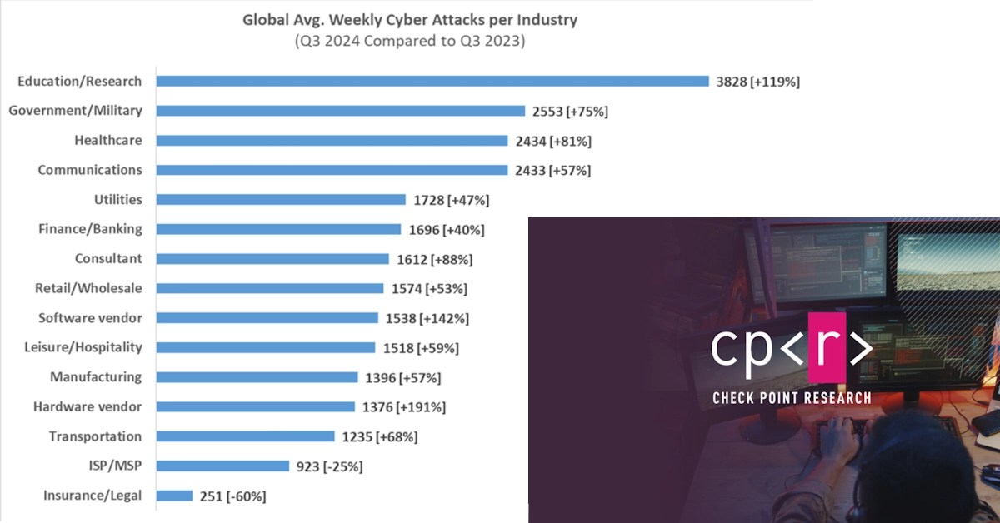 Global Avg. Weekly Cyber Attacks per Industry
(Q3 2024 Compared to Q3 2023)
Education/Research 3828 [+119%]
Government/Military 2553 [+75%]
Healthcare 2434 [+81%]
Communications 2433 [+57%]
Utilities 1728 [+47%]
Finance/Banking 1696 [+40%]
Consultant 1612 [+88%]
Retail/Wholesale 1574 [+53%]
Software vendor 1538 [+142%]
Leisure/Hospitality 1518 [+59%]
Manufacturing 1396 [+57%]
Hardware vendor 1376 [+191%]
Transportation 1235 [+68%]
ISP/MSP 923 [-25%]
Insurance/Legal 251 [-60%]
cp<r>
CHECK POINT RESEARCH